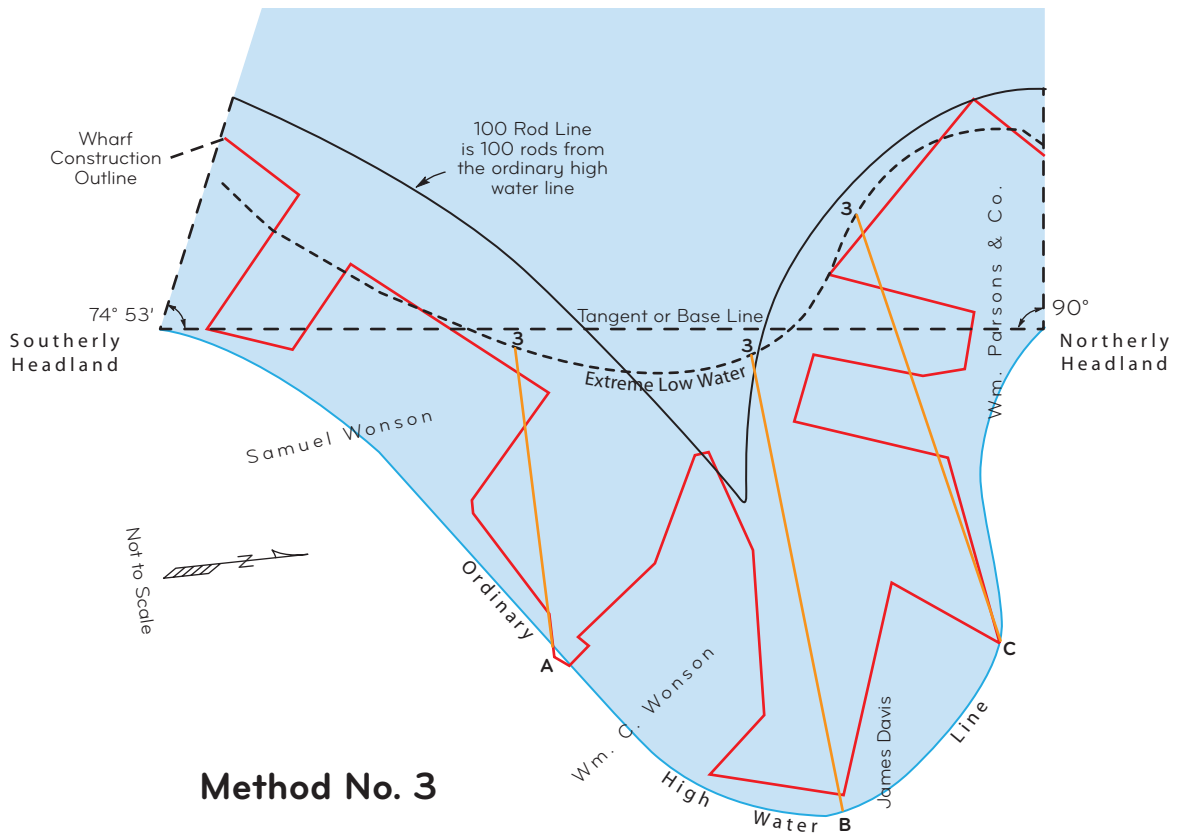 100 Rod Line
is 100 rods from
the ordinary high
water line
Wharf
Construction
Outline
3
74° 53'
Tangent or Base Line
90°
Southerly
Headland
Northerly
Headland
3
3
Extreme Low Water
Wm. Parsons & Co.
Samuel Wonson
N
Not to Scale
Ordinary
A
C
Wm. C. Wonson
James Davis
Line
Method No. 3
High
Water
B